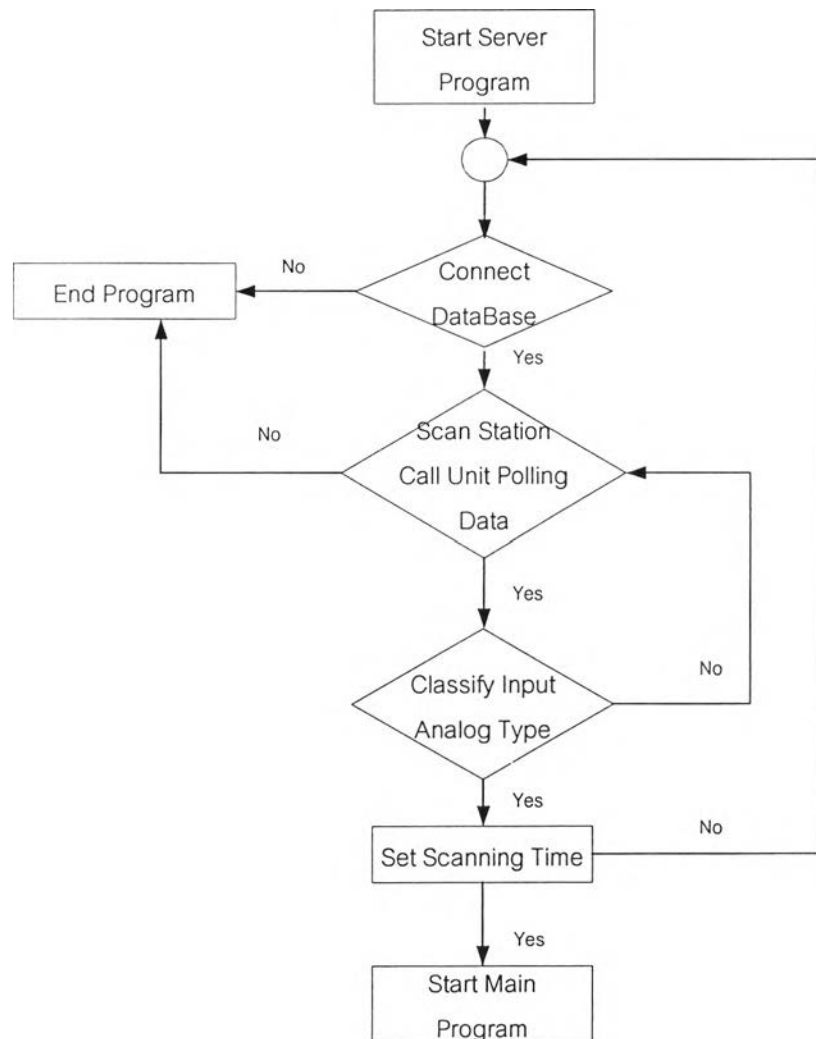 Start Server
Program
No
Connect
DataBase
End Program
Yes
No
Scan Station
Call Unit Polling
Data
Yes
No
Classify Input
Analog Type
Yes
Set Scanning Time
No
Yes
Start Main
Program